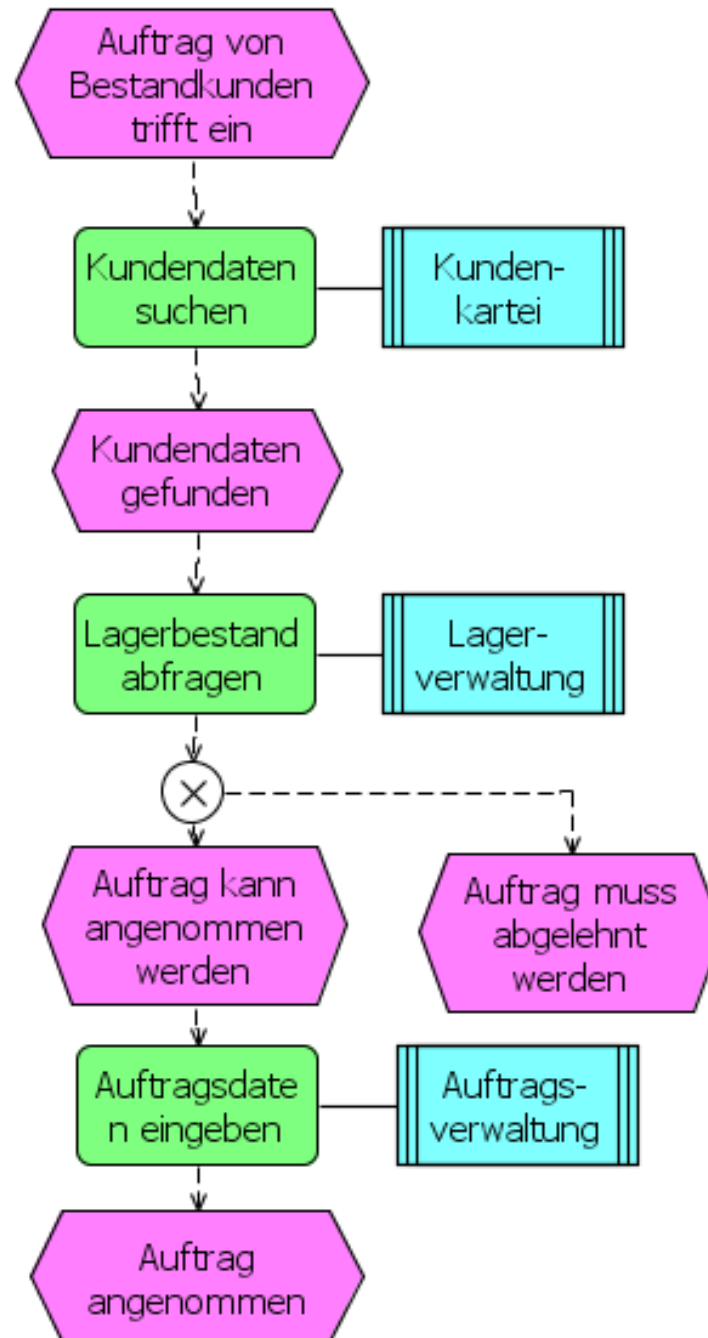 Auftrag von
Bestandkunden
trifft ein
Kundendaten
suchen
Kunden-
kartei
Kundendaten
gefunden
Lagerbestand
abfragen
Lager-
verwaltung
Auftrag kann
angenommen
werden
Auftrag muss
abgelehnt
werden
Auftragsdate
n eingeben
Auftrags-
verwaltung
Auftrag
angenommen